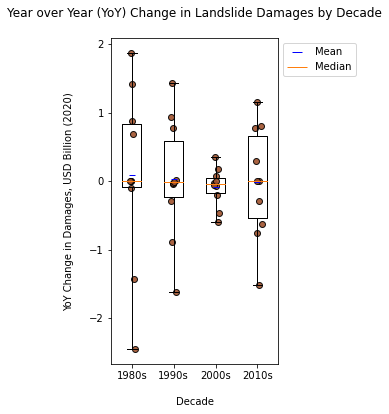 Year over Year (YoY) Change in Landslide Damages by Decade
Mean
Median
YoY Change in Damages, USD Billion (2020)
2
1
0
−1
−2
1980s 1990s 2000s 2010s
Decade